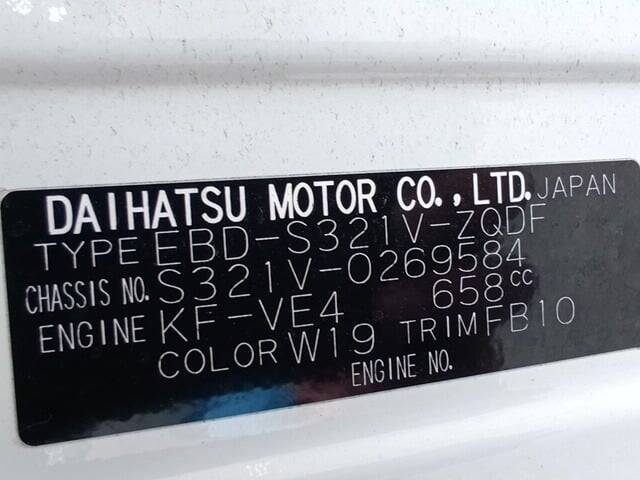 DAIHATSU MOTOR CO., LTD. JAPAN
TYPE EBD-S321V-ZQDF
CHASSIS NO. S321V-0269584
ENGINE KF-VE4 658cc
COLOR W19 TRIM FB10
ENGINE NO.